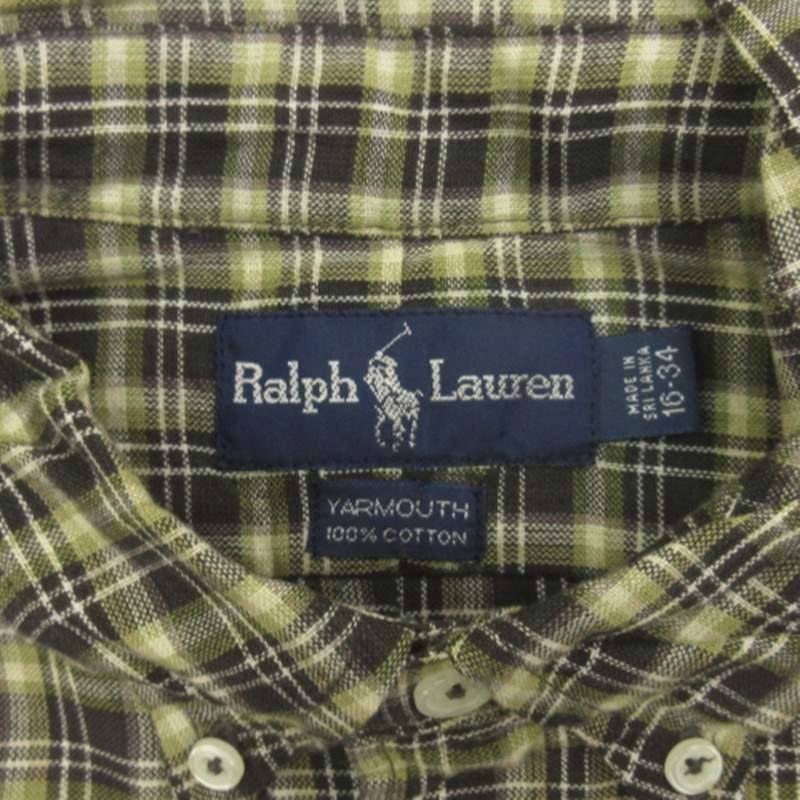 Ralph Lauren
MADE IN
SRI LANKA
16-34
YARMOUTH
100% COTTON